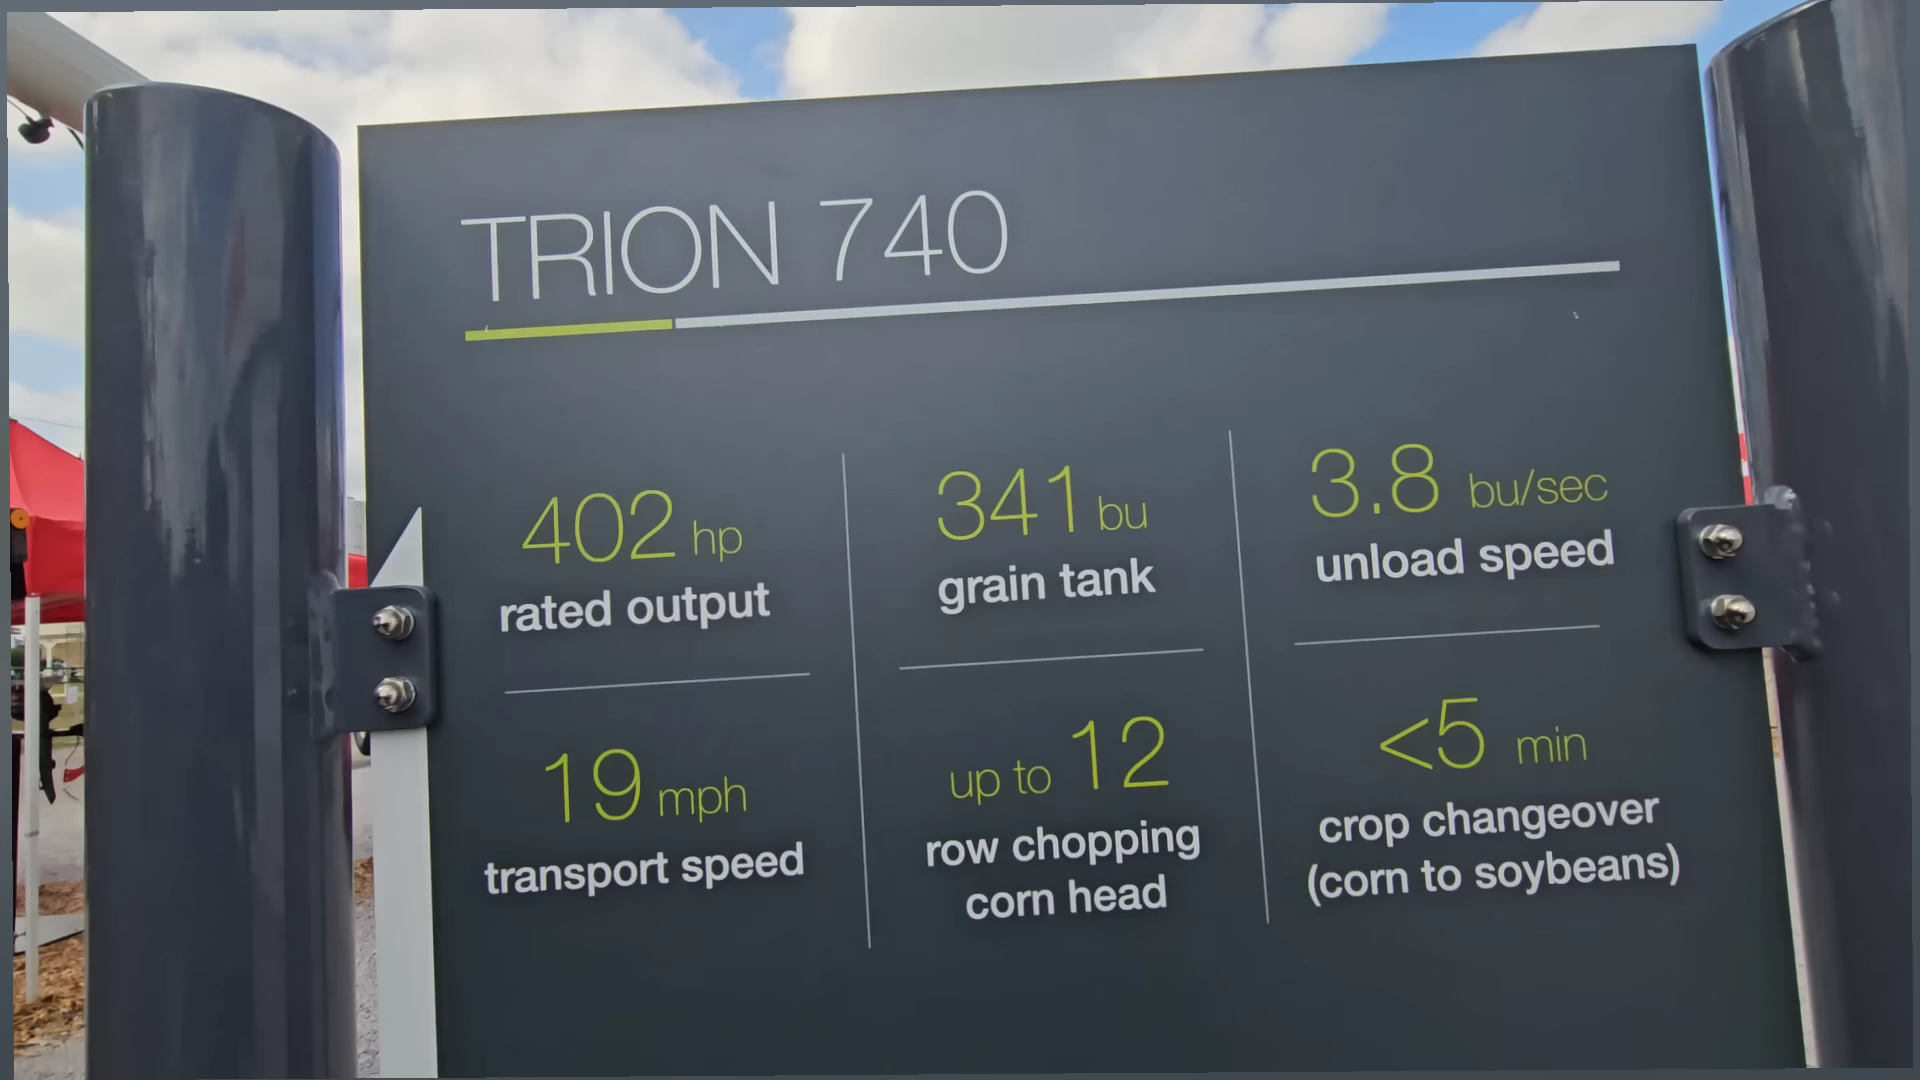 TRION 740
402 hp
rated output
341 bu
grain tank
3.8 bu/sec
unload speed
19 mph
transport speed
up to 12
row chopping
corn head
<5 min
crop changeover
(corn to soybeans)